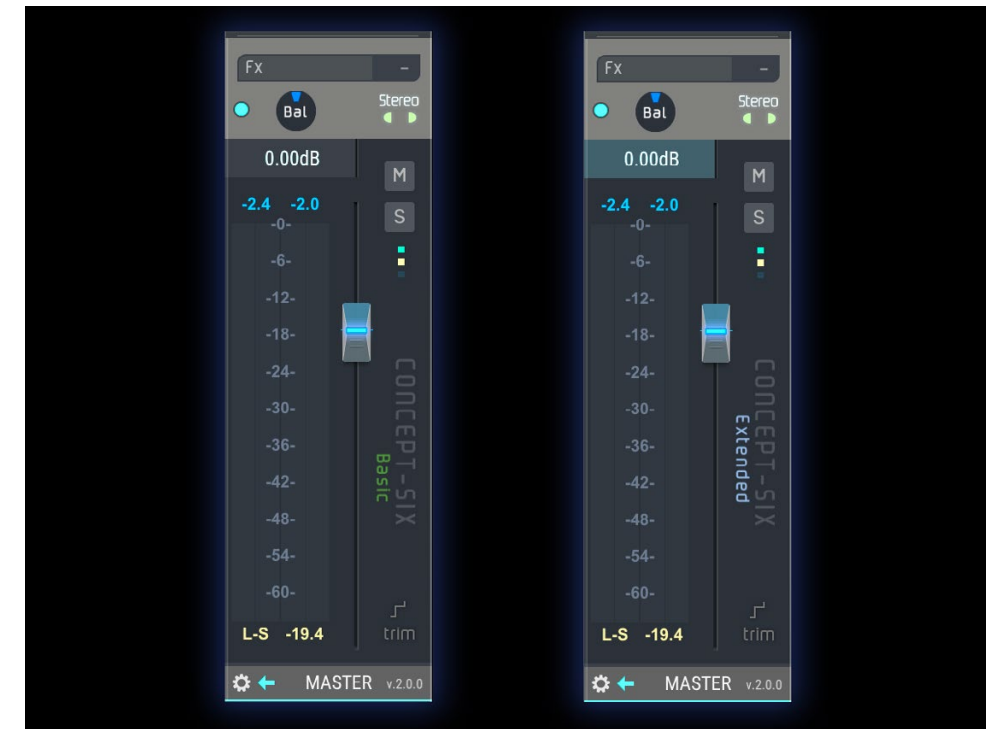 Fx -
Bal Stereo
0.00dB
M
-2.4 -2.0
S
-0-
-6-
-12-
-18-
-24-
-30-
-36-
-42-
-48-
-54-
-60-
CONCEPT-SIX
Basic
L-S -19.4
trim
MASTER v.2.0.0
Fx -
Bal Stereo
0.00dB
M
-2.4 -2.0
S
-0-
-6-
-12-
-18-
-24-
-30-
-36-
-42-
-48-
-54-
-60-
CONCEPT-SIX
Extended
L-S -19.4
trim
MASTER v.2.0.0